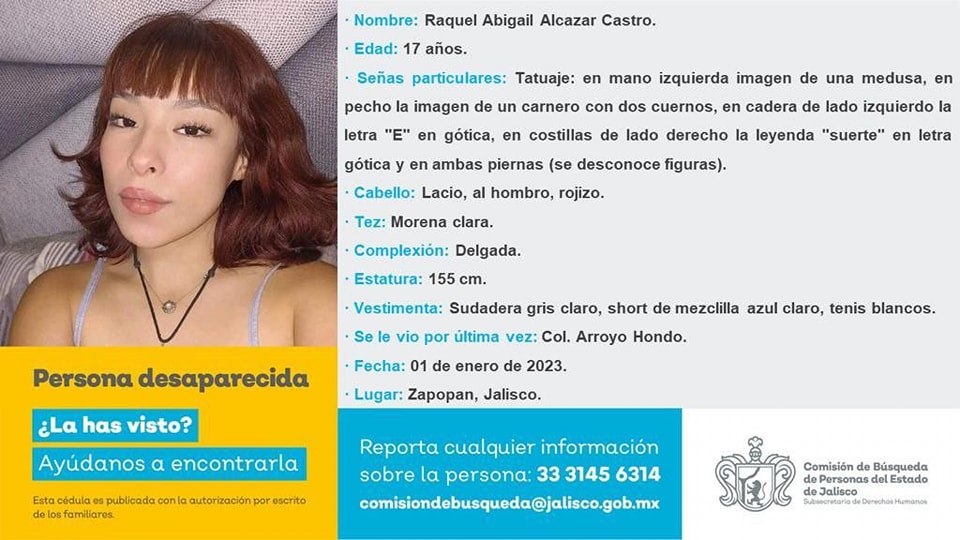 · Nombre: Raquel Abigail Alcazar Castro.
· Edad: 17 años.
· Señas particulares: Tatuaje: en mano izquierda imagen de una medusa, en
pecho la imagen de un carnero con dos cuernos, en cadera de lado izquierdo la
letra "E" en gótica, en costillas de lado derecho la leyenda "suerte" en letra
gótica y en ambas piernas (se desconoce figuras).
· Cabello: Lacio, al hombro, rojizo.
· Tez: Morena clara.
· Complexión: Delgada.
· Estatura: 155 cm.
· Vestimenta: Sudadera gris claro, short de mezclilla azul claro, tenis blancos.
· Se le vio por última vez: Col. Arroyo Hondo.
· Fecha: 01 de enero de 2023.
· Lugar: Zapopan, Jalisco.
Persona desaparecida
¿La has visto?
Ayúdanos a encontrarla
Esta cédula es publicada con la autorización por escrito
de los familiares.
Reporta cualquier información
sobre la persona: 33 3145 6314
comisiondebusqueda@jalisco.gob.mx
Comisión de Búsqueda
de Personas del Estado
de Jalisco
Subsecretaría de Derechos Humanos